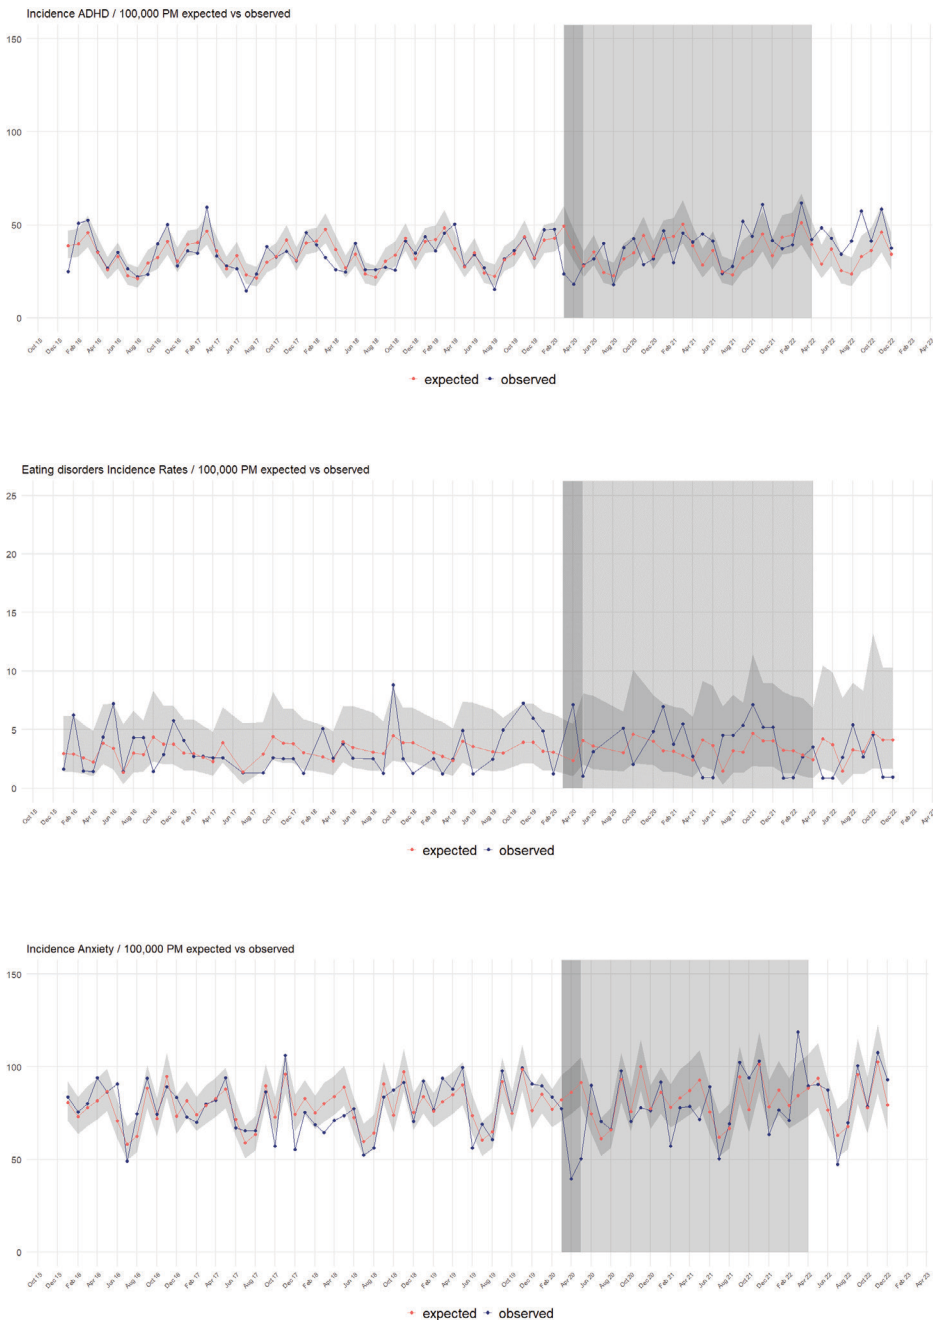 Incidence ADHD / 100,000 PM expected vs observed
150
100
50
0
Oct 15 Dec 15 Feb 16 Apr 16 Jun 16 Aug 16 Oct 16 Dec 16 Feb 17 Apr 17 Jun 17 Aug 17 Oct 17 Dec 17 Feb 18 Apr 18 Jun 18 Aug 18 Oct 18 Dec 18 Feb 19 Apr 19 Jun 19 Aug 19 Oct 19 Dec 19 Feb 20 Apr 20 Jun 20 Aug 20 Oct 20 Dec 20 Feb 21 Apr 21 Jun 21 Aug 21 Oct 21 Dec 21 Feb 22 Apr 22 Jun 22 Aug 22 Oct 22 Dec 22 Feb 23 Apr 23
expected observed
Eating disorders Incidence Rates / 100,000 PM expected vs observed
25
20
15
10
5
0
Oct 15 Dec 15 Feb 16 Apr 16 Jun 16 Aug 16 Oct 16 Dec 16 Feb 17 Apr 17 Jun 17 Aug 17 Oct 17 Dec 17 Feb 18 Apr 18 Jun 18 Aug 18 Oct 18 Dec 18 Feb 19 Apr 19 Jun 19 Aug 19 Oct 19 Dec 19 Feb 20 Apr 20 Jun 20 Aug 20 Oct 20 Dec 20 Feb 21 Apr 21 Jun 21 Aug 21 Oct 21 Dec 21 Feb 22 Apr 22 Jun 22 Aug 22 Oct 22 Dec 22 Feb 23 Apr 23
expected observed
Incidence Anxiety / 100,000 PM expected vs observed
150
100
50
0
Oct 15 Dec 15 Feb 16 Apr 16 Jun 16 Aug 16 Oct 16 Dec 16 Feb 17 Apr 17 Jun 17 Aug 17 Oct 17 Dec 17 Feb 18 Apr 18 Jun 18 Aug 18 Oct 18 Dec 18 Feb 19 Apr 19 Jun 19 Aug 19 Oct 19 Dec 19 Feb 20 Apr 20 Jun 20 Aug 20 Oct 20 Dec 20 Feb 21 Apr 21 Jun 21 Aug 21 Oct 21 Dec 21 Feb 22 Apr 22 Jun 22 Aug 22 Oct 22 Dec 22 Feb 23 Apr 23
expected observed